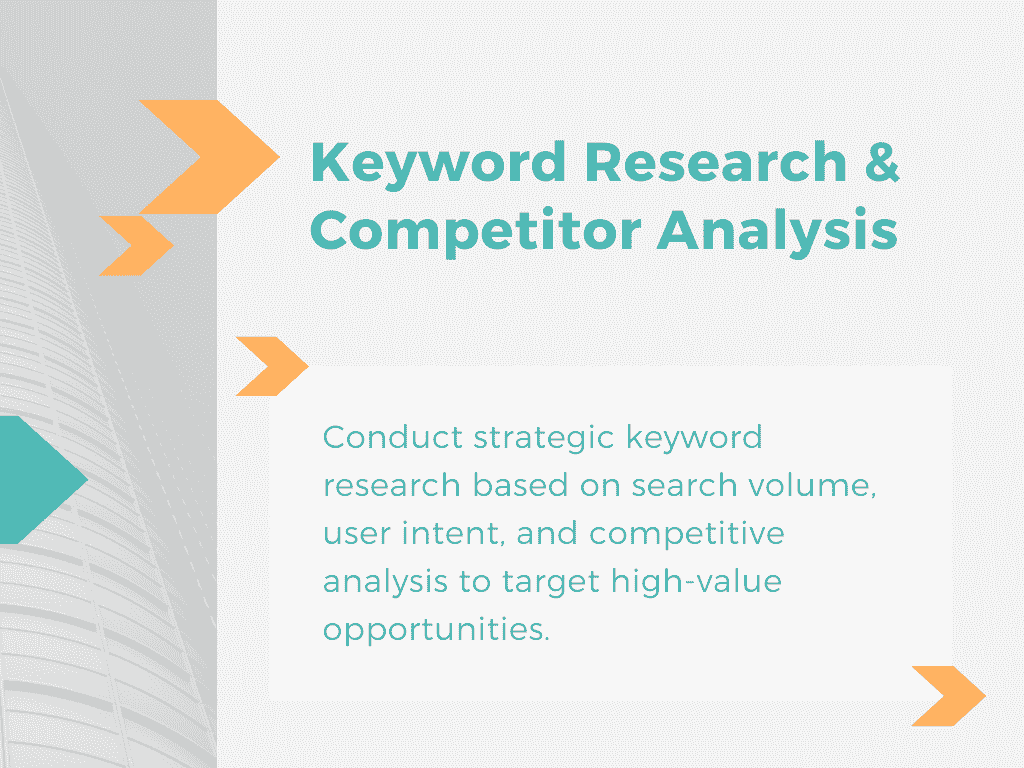 Keyword Research &
Competitor Analysis
Conduct strategic keyword
research based on search volume,
user intent, and competitive
analysis to target high-value
opportunities.